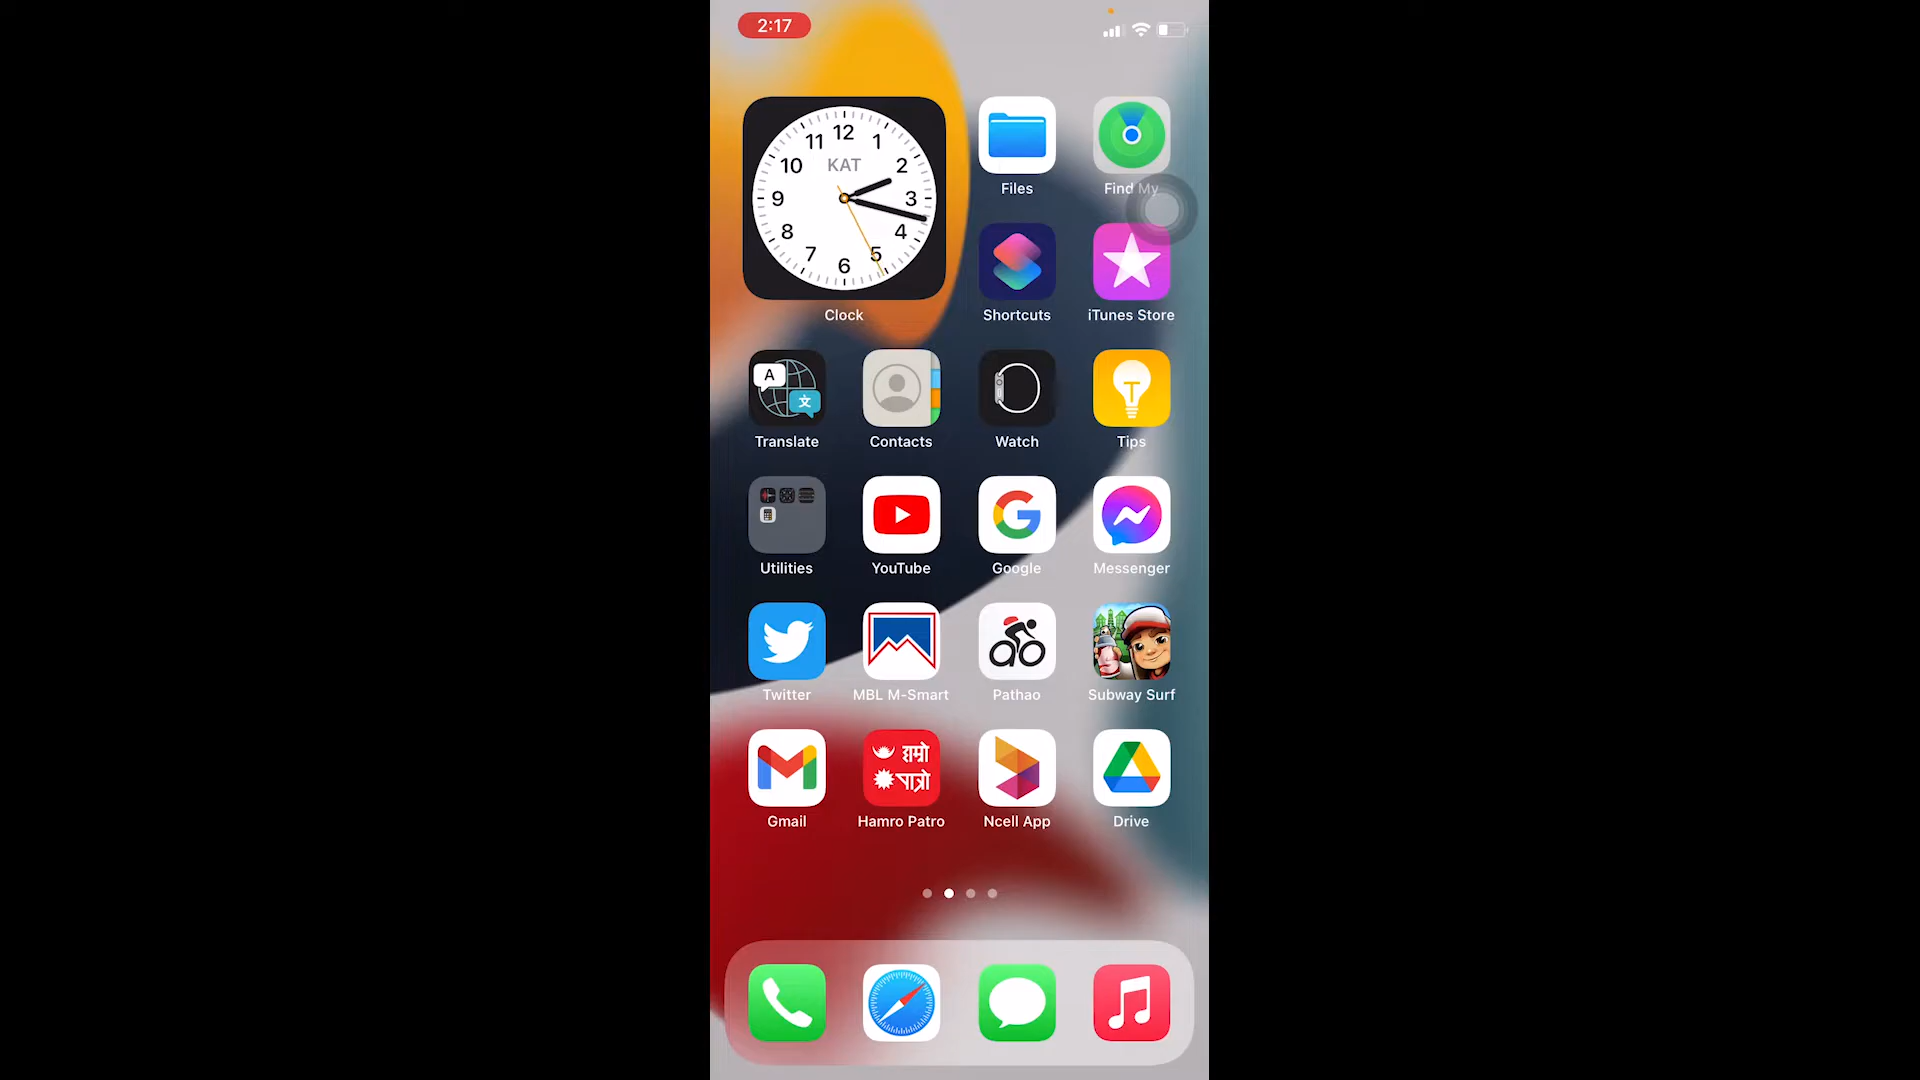 2:17
12
11 1
KAT
10 2
9 3
8 4
7 5
6
Clock
Files
Find My
Shortcuts
iTunes Store
A
文
Translate
Contacts
Watch
T
Tips
Utilities
YouTube
G
Google
Messenger
Twitter
MBL M-Smart
Pathao
Subway Surf
M
Gmail
हाम्रो
पात्रो
Hamro Patro
Ncell App
Drive